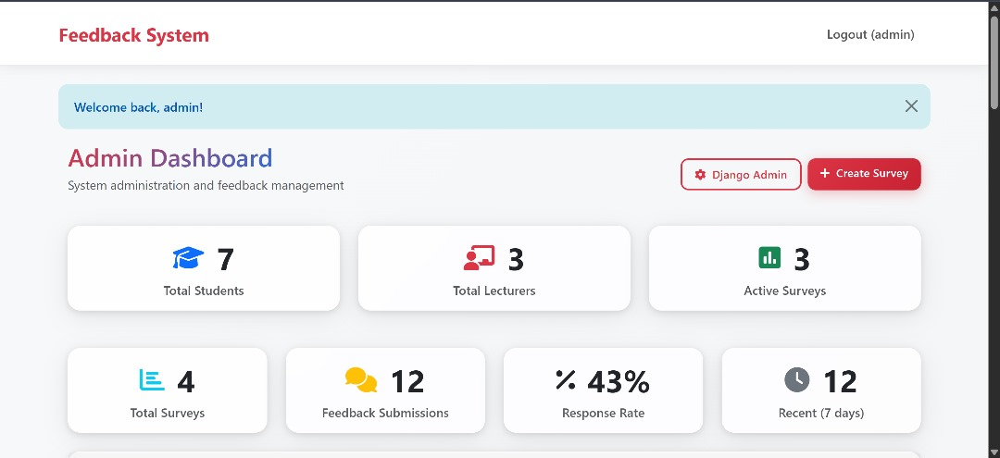 Feedback System
Logout (admin)
Welcome back, admin!
Admin Dashboard
System administration and feedback management
Django Admin
Create Survey
7
Total Students
3
Total Lecturers
3
Active Surveys
4
Total Surveys
12
Feedback Submissions
43%
Response Rate
12
Recent (7 days)